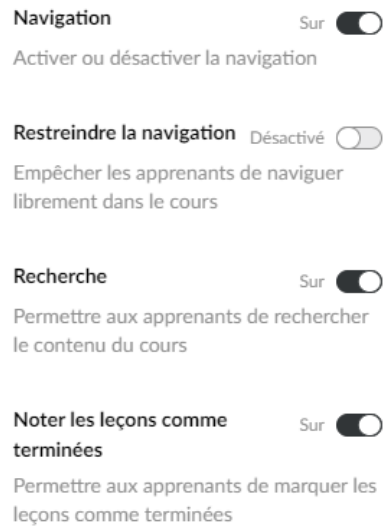 Navigation Sur
Activer ou désactiver la navigation
Restreindre la navigation Désactivé
Empêcher les apprenants de naviguer
librement dans le cours
Recherche Sur
Permettre aux apprenants de rechercher
le contenu du cours
Noter les leçons comme Sur
terminées
Permettre aux apprenants de marquer les
leçons comme terminées